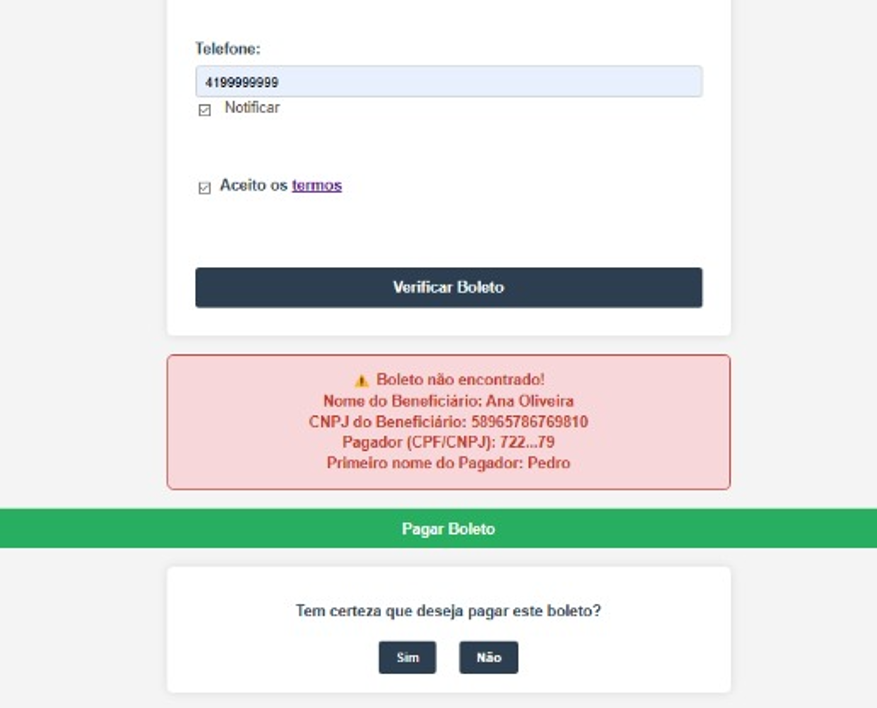 Telefone:
4199999999
Notificar
Aceito os termos
Verificar Boleto
⚠ Boleto não encontrado!
Nome do Beneficiário: Ana Oliveira
CNPJ do Beneficiário: 58965786769810
Pagador (CPF/CNPJ): 722...79
Primeiro nome do Pagador: Pedro
Pagar Boleto
Tem certeza que deseja pagar este boleto?
Sim Não